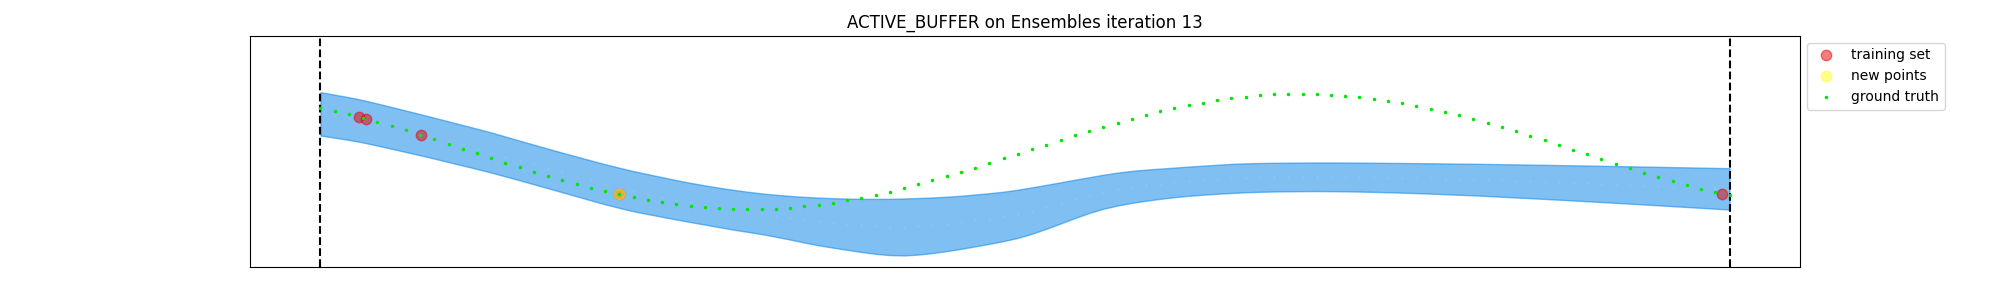 ACTIVE_BUFFER on Ensembles iteration 13
training set
new points
ground truth